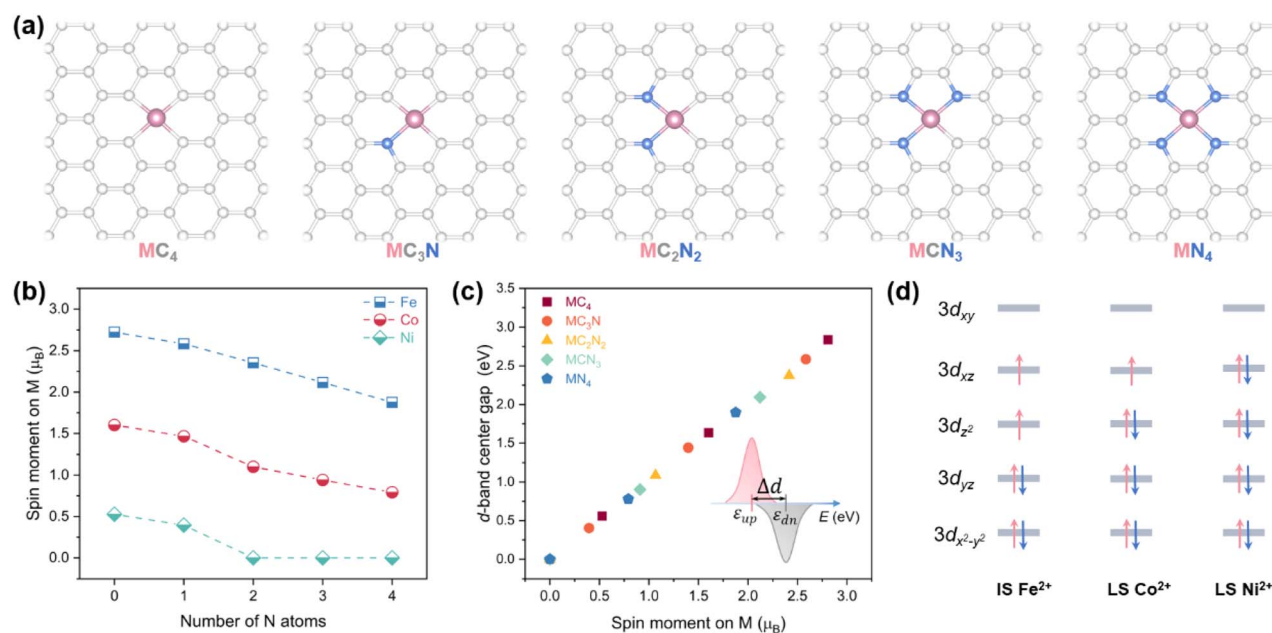 (a)
MC₄
MC₃N
MC₂N₂
MCN₃
MN₄
(b)
Spin moment on M (μB)
3.0
2.5
2.0
1.5
1.0
0.5
0.0
Fe
Co
Ni
0 1 2 3 4
Number of N atoms
(c)
d-band center gap (eV)
3.5
3.0
2.5
2.0
1.5
1.0
0.5
0.0
MC₄
MC₃N
MC₂N₂
MCN₃
MN₄
Δd
εup
εdn
E (eV)
0.0 0.5 1.0 1.5 2.0 2.5 3.0
Spin moment on M (μB)
(d)
3dxy
3dxz
3dz²
3dyz
3dx²-y²
IS Fe²⁺
LS Co²⁺
LS Ni²⁺